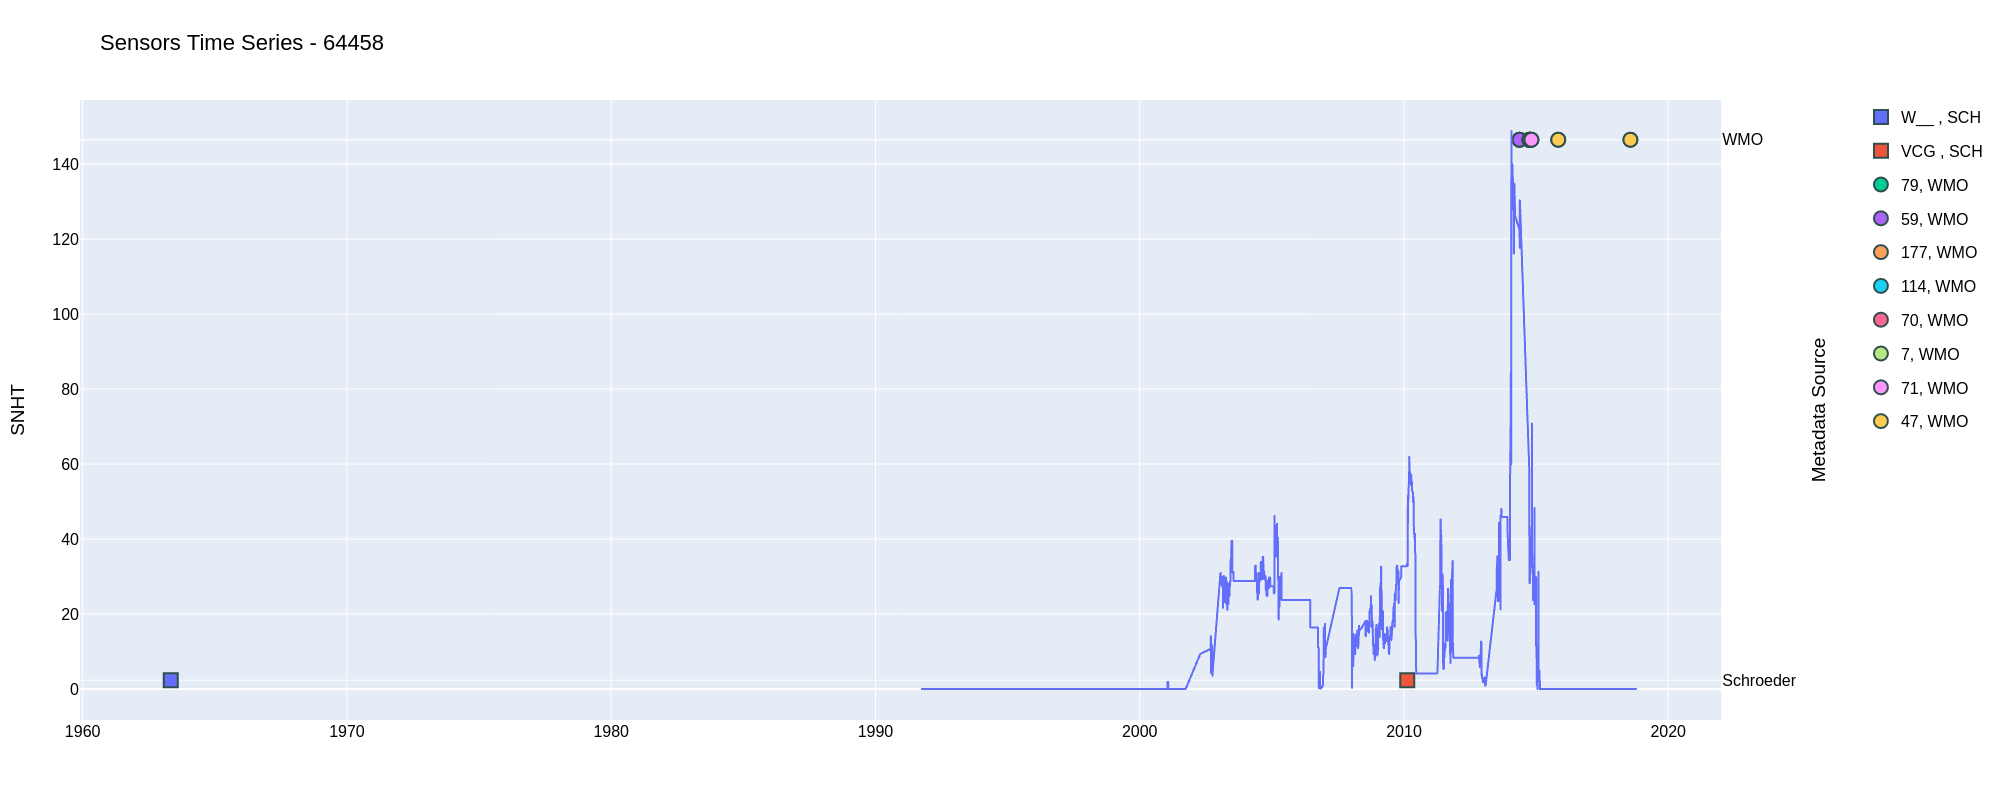 Sensors Time Series - 64458
SNHT
140
120
100
80
60
40
20
0
1960
1970
1980
1990
2000
2010
2020
WMO
Schroeder
Metadata Source
W__ , SCH
VCG , SCH
79, WMO
59, WMO
177, WMO
114, WMO
70, WMO
7, WMO
71, WMO
47, WMO